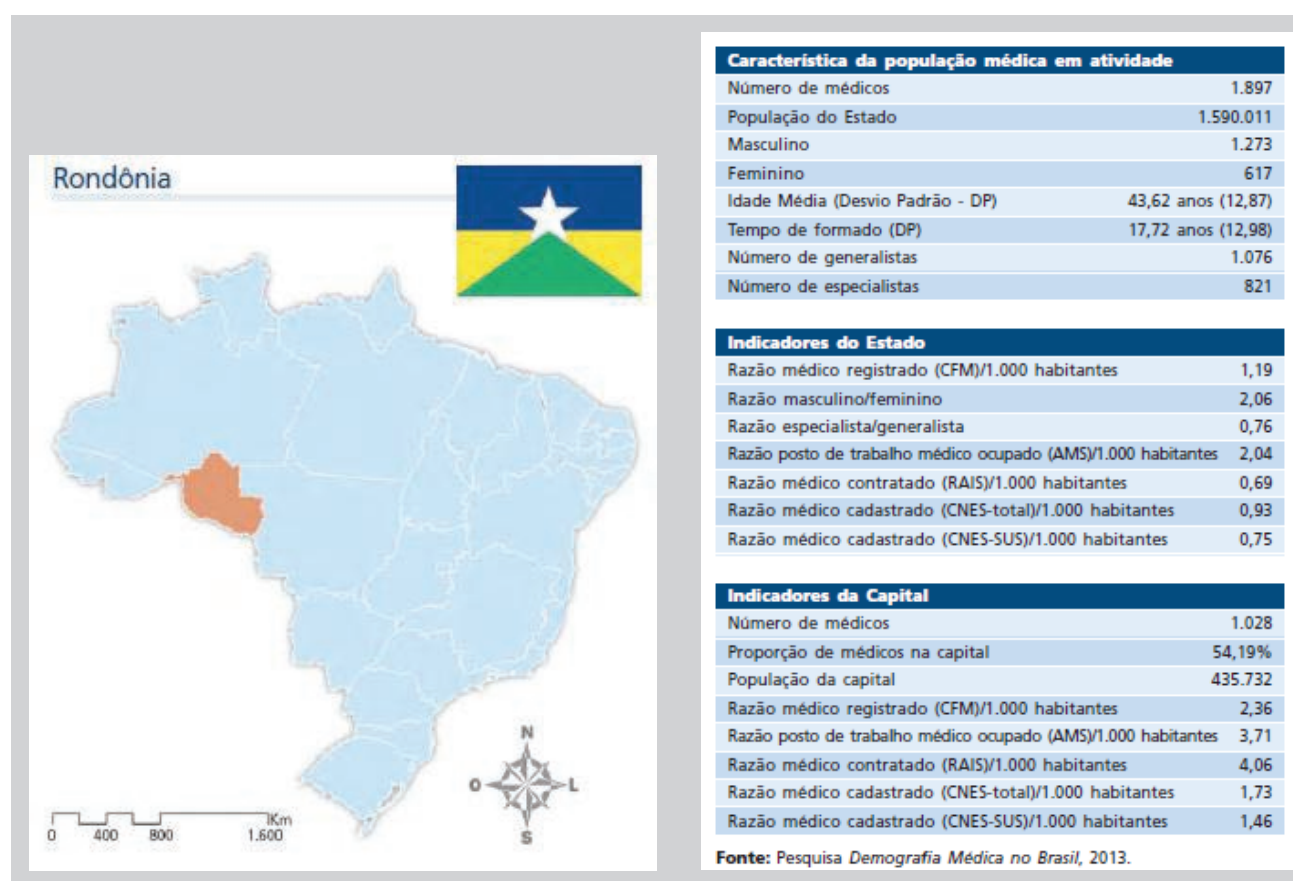 Rondônia
N
O
L
S
Km
0 400 800 1.600
Característica da população médica em atividade
Número de médicos 1.897
População do Estado 1.590.011
Masculino 1.273
Feminino 617
Idade Média (Desvio Padrão - DP) 43,62 anos (12,87)
Tempo de formado (DP) 17,72 anos (12,98)
Número de generalistas 1.076
Número de especialistas 821
Indicadores do Estado
Razão médico registrado (CFM)/1.000 habitantes 1,19
Razão masculino/feminino 2,06
Razão especialista/generalista 0,76
Razão posto de trabalho médico ocupado (AMS)/1.000 habitantes 2,04
Razão médico contratado (RAIS)/1.000 habitantes 0,69
Razão médico cadastrado (CNES-total)/1.000 habitantes 0,93
Razão médico cadastrado (CNES-SUS)/1.000 habitantes 0,75
Indicadores da Capital
Número de médicos 1.028
Proporção de médicos na capital 54,19%
População da capital 435.732
Razão médico registrado (CFM)/1.000 habitantes 2,36
Razão posto de trabalho médico ocupado (AMS)/1.000 habitantes 3,71
Razão médico contratado (RAIS)/1.000 habitantes 4,06
Razão médico cadastrado (CNES-total)/1.000 habitantes 1,73
Razão médico cadastrado (CNES-SUS)/1.000 habitantes 1,46
Fonte: Pesquisa Demografia Médica no Brasil, 2013.